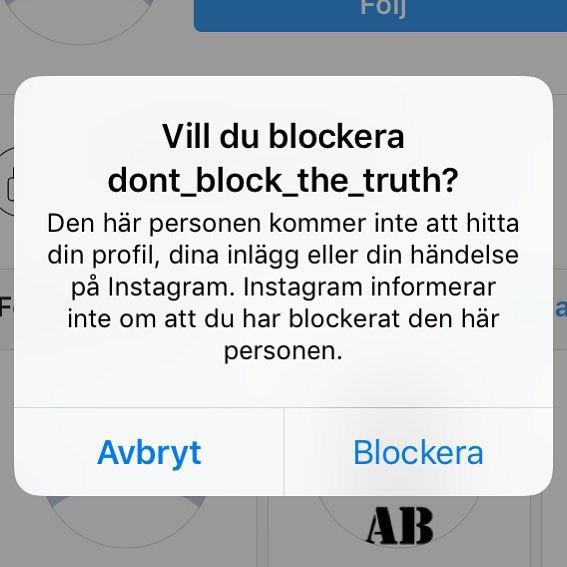 Följ
Vill du blockera
dont_block_the_truth?
Den här personen kommer inte att hitta
din profil, dina inlägg eller din händelse
på Instagram. Instagram informerar
inte om att du har blockerat den här
personen.
Avbryt
Blockera
AB